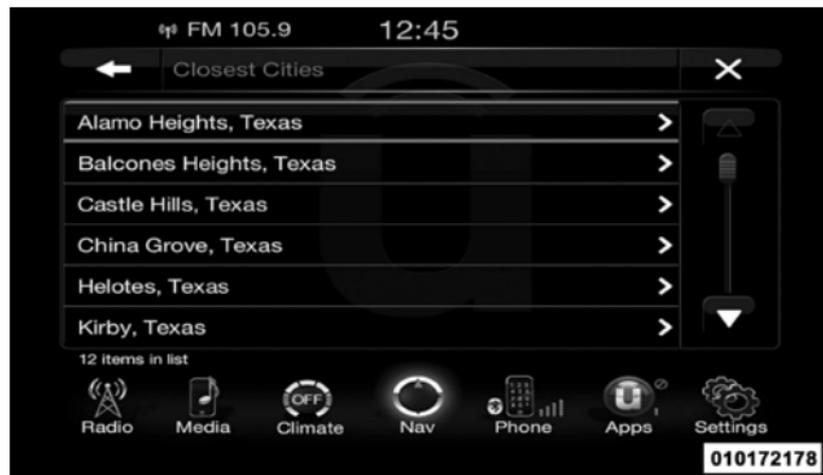 FM 105.9 12:45
Closest Cities
Alamo Heights, Texas
Balcones Heights, Texas
Castle Hills, Texas
China Grove, Texas
Helotes, Texas
Kirby, Texas
12 items in list
OFF
Radio Media Climate Nav Phone Apps Settings
010172178